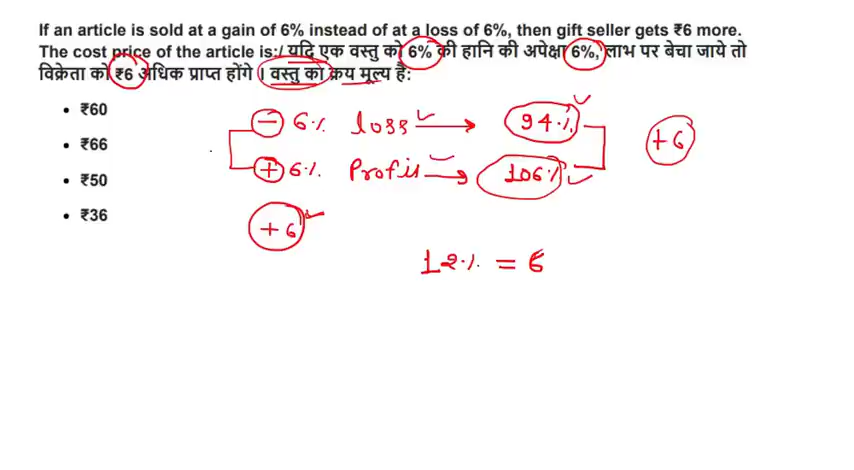 If an article is sold at a gain of 6% instead of at a loss of 6%, then gift seller gets ₹6 more.
The cost price of the article is:/ यदि एक वस्तु को 6% की हानि की अपेक्षा 6%, लाभ पर बेचा जाये तो
विक्रेता को ₹6 अधिक प्राप्त होंगे । वस्तु का क्रय मूल्य है:
• ₹60
• ₹66
• ₹50
• ₹36
- 6% loss → 94%
+6
+ 6% Profit → 106%
+6
12% = 6